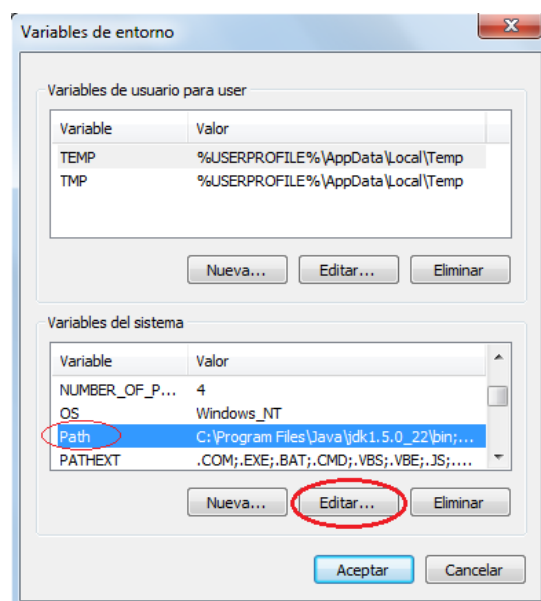 Variables de entorno
Variables de usuario para user
Variable Valor
TEMP %USERPROFILE%\AppData\Local\Temp
TMP %USERPROFILE%\AppData\Local\Temp
Nueva... Editar... Eliminar
Variables del sistema
Variable Valor
NUMBER_OF_P... 4
OS Windows_NT
Path C:\Program Files\Java\jdk1.5.0_22\bin;...
PATHEXT .COM;.EXE;.BAT;.CMD;.VBS;.VBE;.JS;....
Nueva... Editar... Eliminar
Aceptar Cancelar